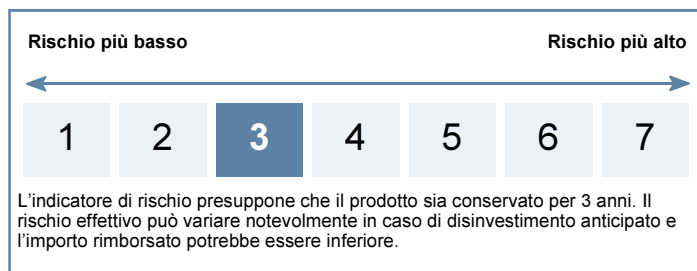 Rischio più basso Rischio più alto
1 2 3 4 5 6 7
L'indicatore di rischio presuppone che il prodotto sia conservato per 3 anni. Il
rischio effettivo può variare notevolmente in caso di disinvestimento anticipato e
l'importo rimborsato potrebbe essere inferiore.